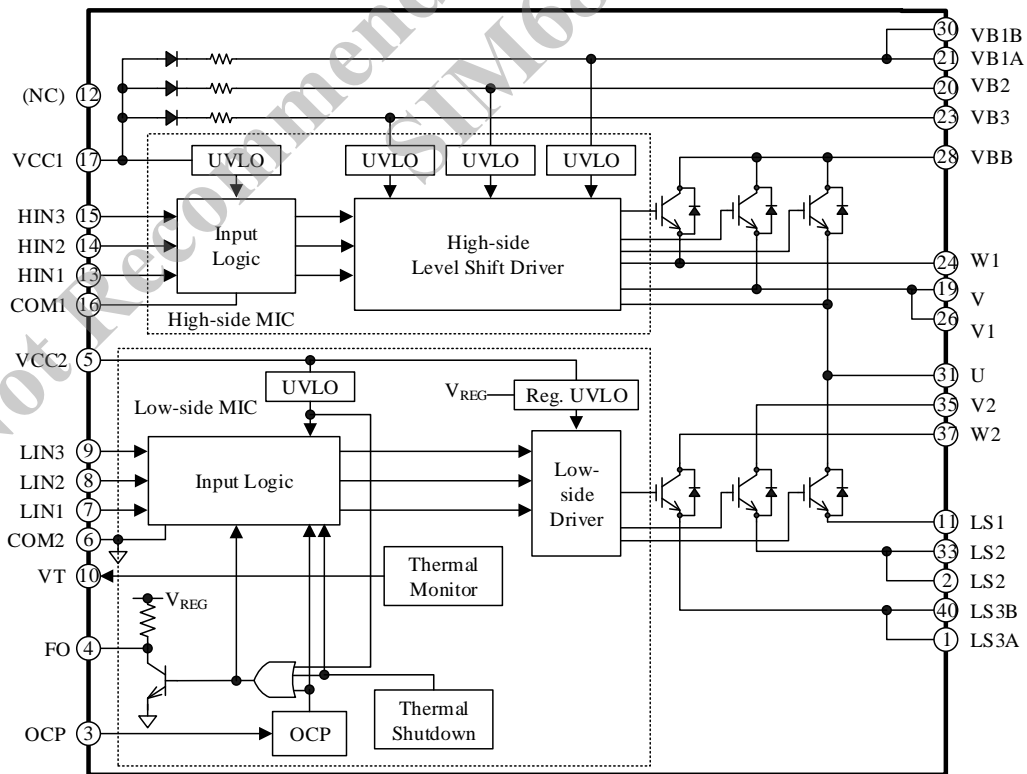 Not Recommen
SIM68
30 VB1B
21 VB1A
(NC) 12
20 VB2
23 VB3
VCC1 17
UVLO UVLO UVLO UVLO
28 VBB
HIN3 15
HIN2 14
HIN1 13
COM1 16
Input
Logic
High-side
Level Shift Driver
High-side MIC
24 W1
19 V
26 V1
VCC2 5
UVLO
VREG
Reg. UVLO
Low-side MIC
31 U
35 V2
37 W2
LIN3 9
LIN2 8
LIN1 7
COM2 6
Input Logic
Low-
side
Driver
11 LS1
33 LS2
2 LS2
40 LS3B
1 LS3A
VT 10
Thermal
Monitor
VREG
FO 4
Thermal
Shutdown
OCP 3
OCP